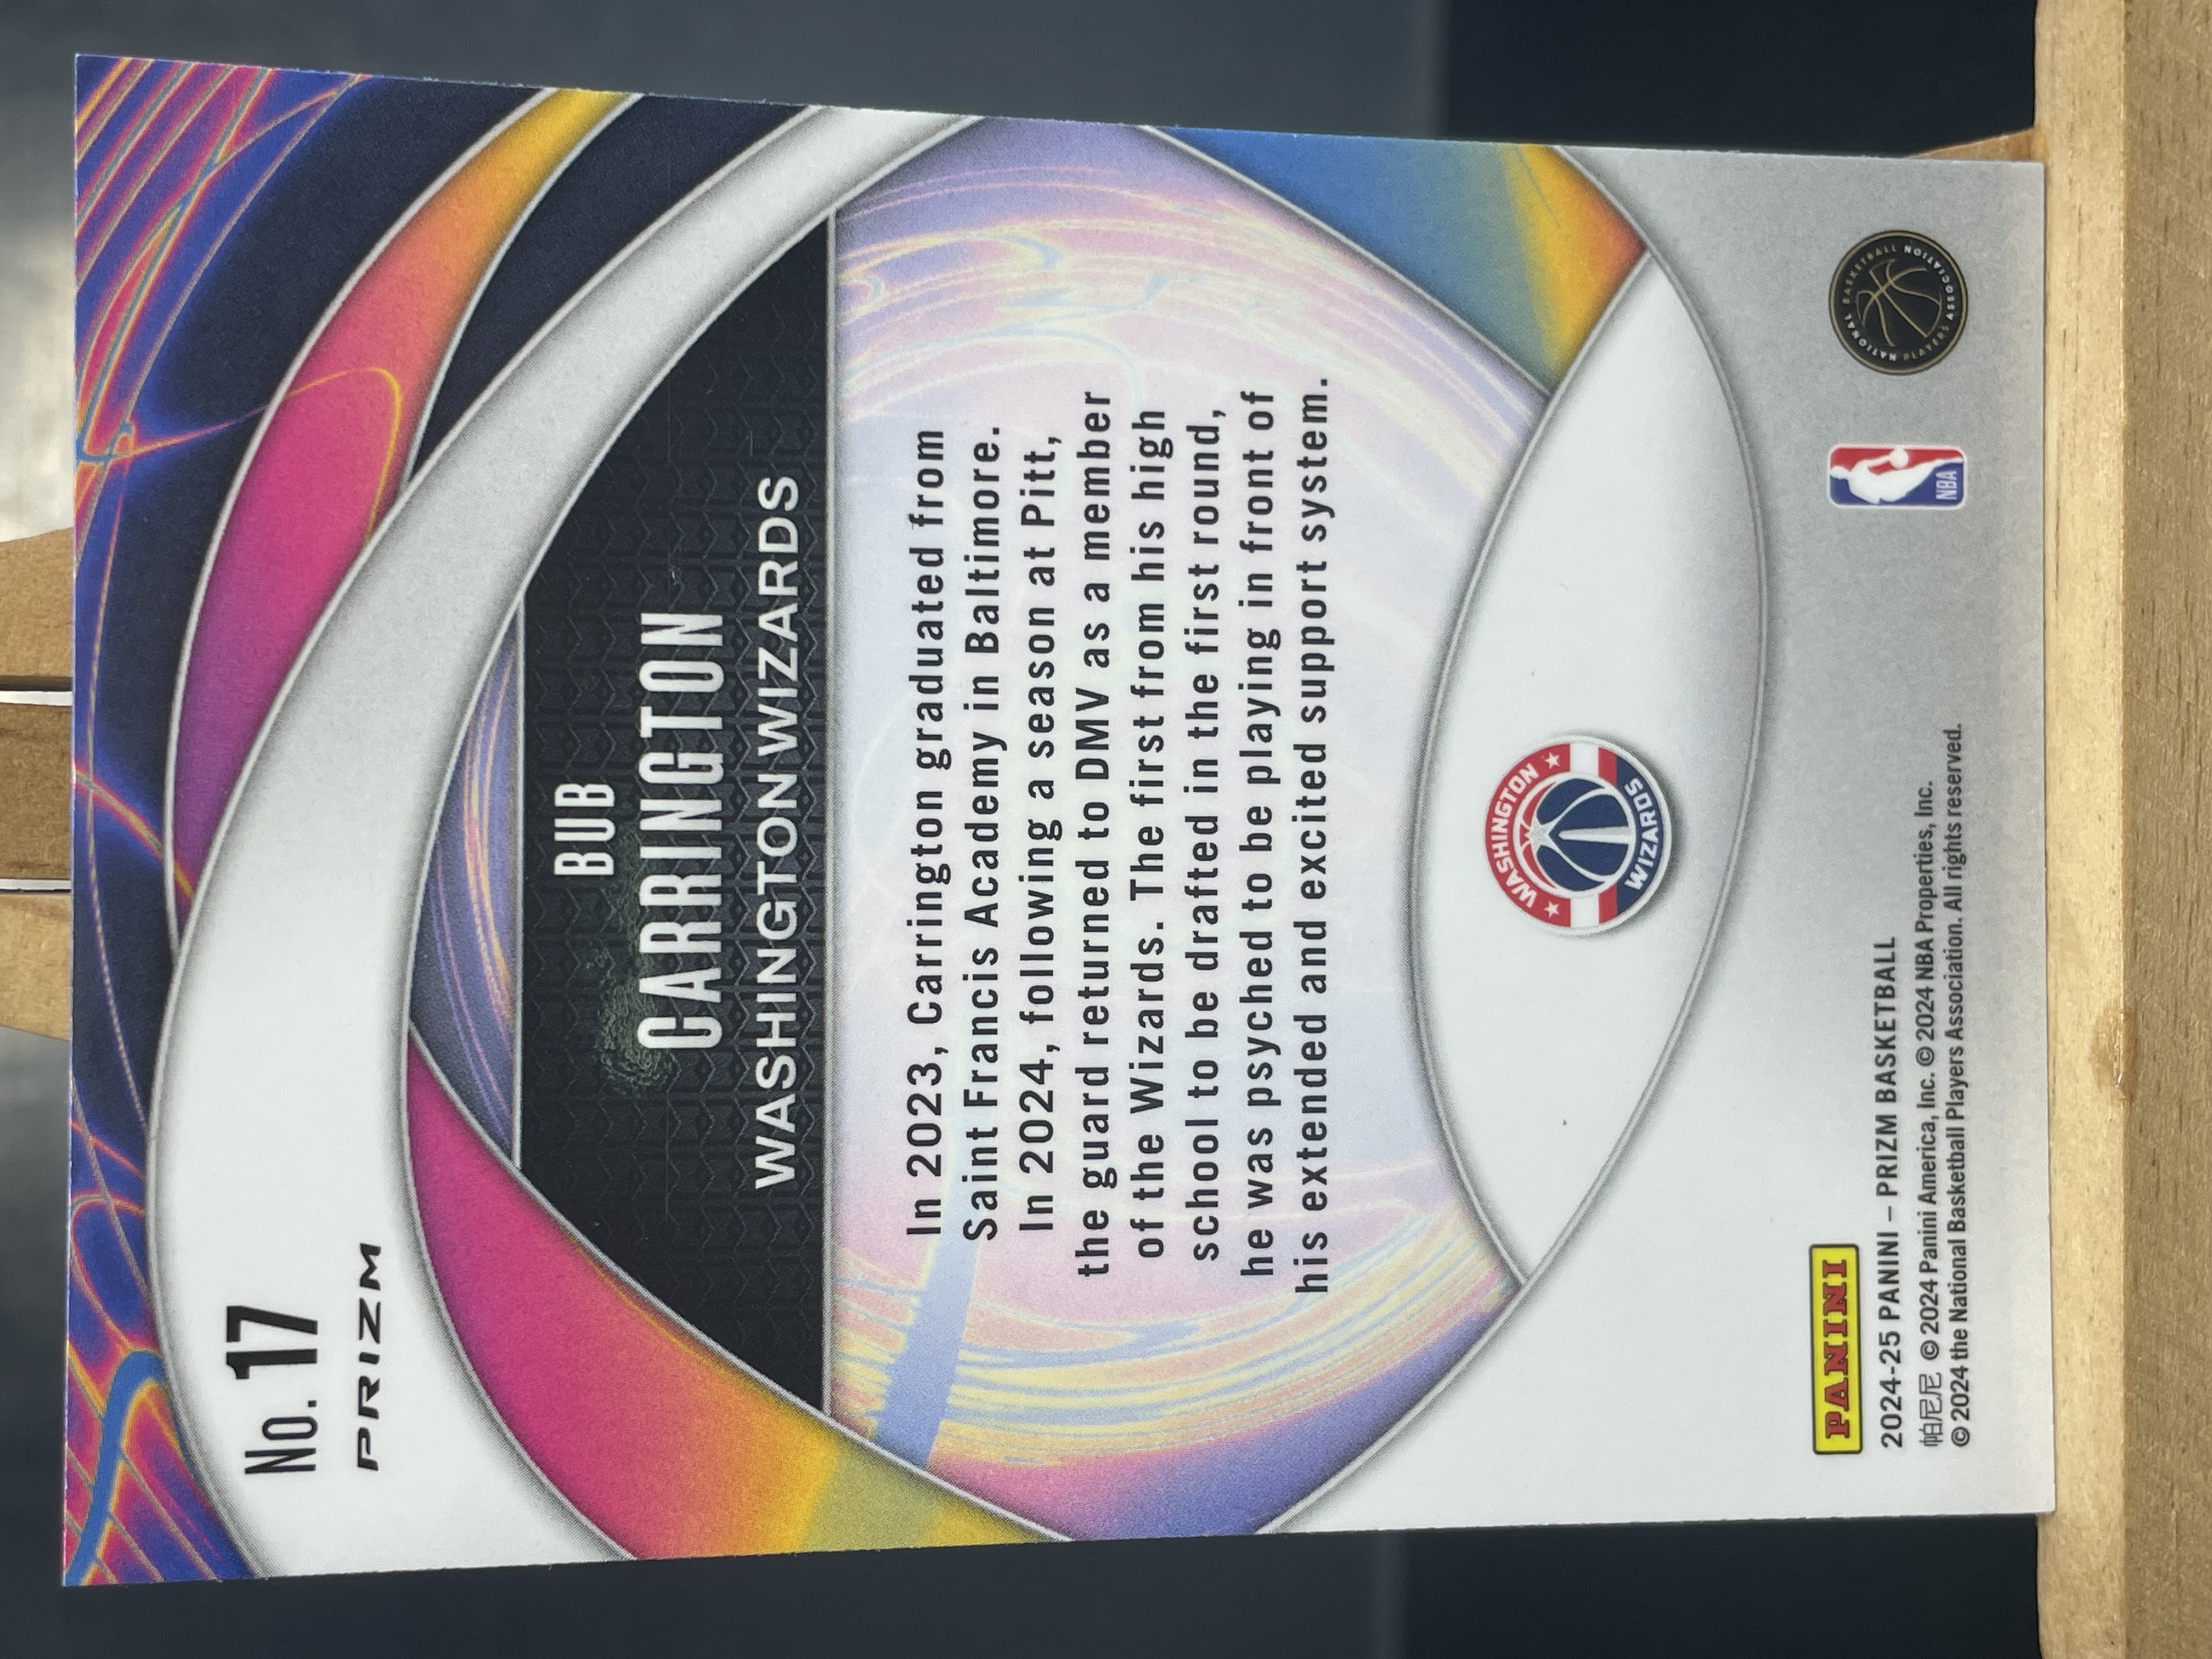 No. 17
PRIZM
BUB
CARRINGTON
WASHINGTON WIZARDS
In 2023, Carrington graduated from
Saint Francis Academy in Baltimore.
In 2024, following a season at Pitt,
the guard returned to DMV as a member
of the Wizards. The first from his high
school to be drafted in the first round,
he was psyched to be playing in front of
his extended and excited support system.
WASHINGTON
WIZARDS
PANINI
2024-25 PANINI – PRIZM BASKETBALL
帕尼尼 © 2024 Panini America, Inc. © 2024 NBA Properties, Inc.
© 2024 the National Basketball Players Association. All rights reserved.
NBA
NATIONAL BASKETBALL
PLAYERS ASSOCIATION